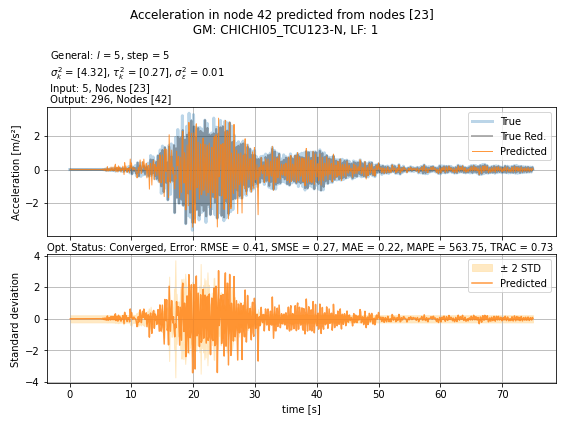 Acceleration in node 42 predicted from nodes [23]
GM: CHICHI05_TCU123-N, LF: 1
General: l = 5, step = 5
σ²ₖ = [4.32], τ²ₖ = [0.27], σ²ε = 0.01
Input: 5, Nodes [23]
Output: 296, Nodes [42]
Acceleration [m/s²]
2
0
−2
True
True Red.
Predicted
Opt. Status: Converged, Error: RMSE = 0.41, SMSE = 0.27, MAE = 0.22, MAPE = 563.75, TRAC = 0.73
Standard deviation
4
2
0
−2
−4
± 2 STD
Predicted
0 10 20 30 40 50 60 70
time [s]